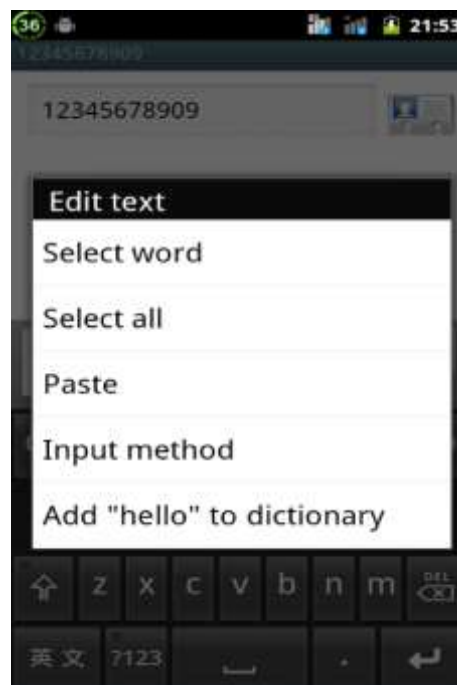 36 21:53
12345678909
12345678909
Edit text
Select word
Select all
Paste
Input method
Add "hello" to dictionary
z x c v b n m DEL
英文 ?123 .